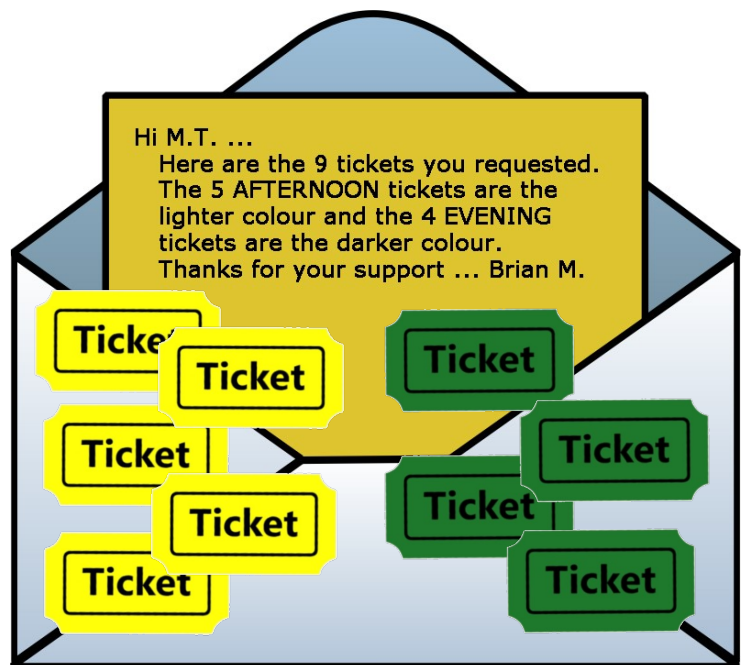 Hi M.T. ...
Here are the 9 tickets you requested.
The 5 AFTERNOON tickets are the
lighter colour and the 4 EVENING
tickets are the darker colour.
Thanks for your support ... Brian M.
Ticket
Ticket
Ticket
Ticket
Ticket
Ticket
Ticket
Ticket
Ticket